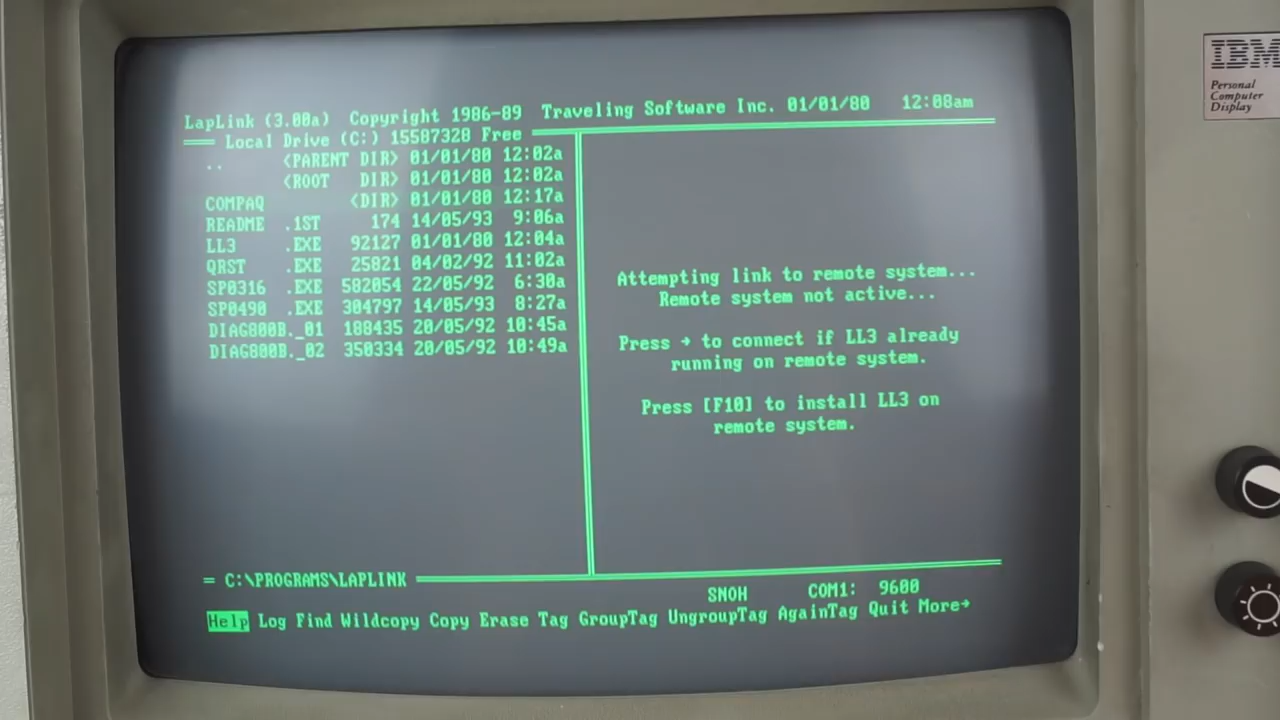 LapLink (3.00a) Copyright 1986-89 Traveling Software Inc. 01/01/80 12:08am
Local Drive (C:) 15587328 Free
.. <PARENT DIR> 01/01/80 12:02a
<ROOT DIR> 01/01/80 12:02a
COMPAQ <DIR> 01/01/80 12:17a
README .1ST 174 14/05/93 9:06a
LL3 .EXE 92127 01/01/80 12:04a
QRST .EXE 25821 04/02/92 11:02a
SP0316 .EXE 582054 22/05/92 6:30a
SP0490 .EXE 304797 14/05/93 8:27a
DIAG800B._01 188435 20/05/92 10:45a
DIAG800B._02 350334 20/05/92 10:49a
Attempting link to remote system...
Remote system not active...
Press → to connect if LL3 already
running on remote system.
Press [F10] to install LL3 on
remote system.
C:\PROGRAMS\LAPLINK
SNOH COM1: 9600
Help Log Find Wildcopy Copy Erase Tag GroupTag UngroupTag AgainTag Quit More→
IBM
Personal
Computer
Display